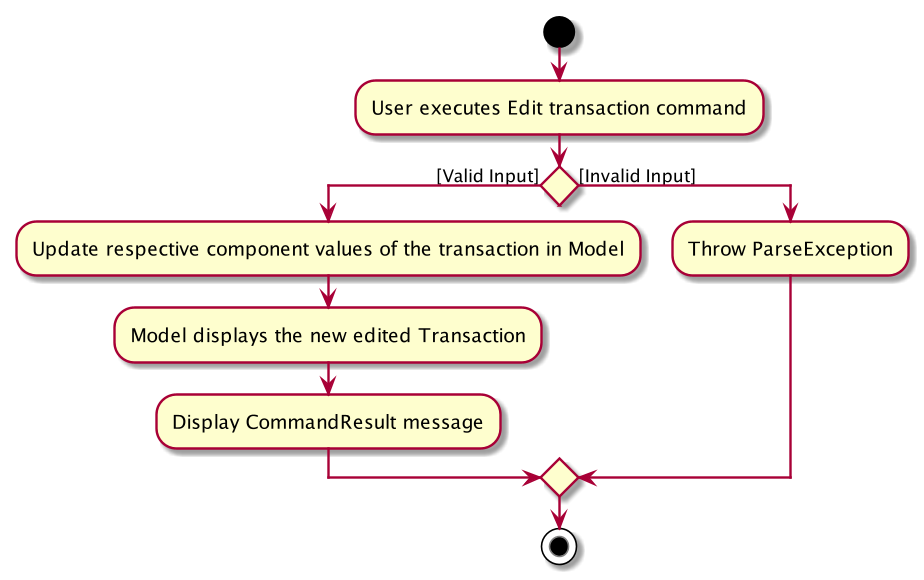 User executes Edit transaction command
[Valid Input]
[Invalid Input]
Update respective component values of the transaction in Model
Throw ParseException
Model displays the new edited Transaction
Display CommandResult message